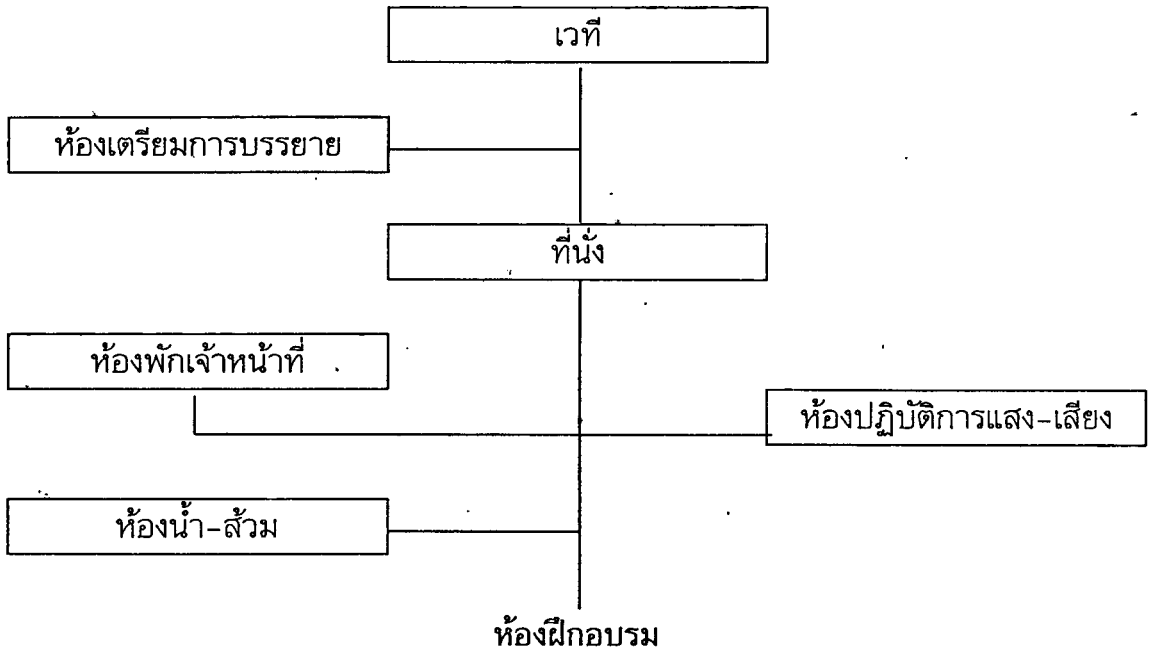 เวที
ห้องเตรียมการบรรยาย
ที่นั่ง
ห้องพักเจ้าหน้าที่
ห้องปฏิบัติการแสง-เสียง
ห้องน้ำ-ส้วม
ห้องฝึกอบรม